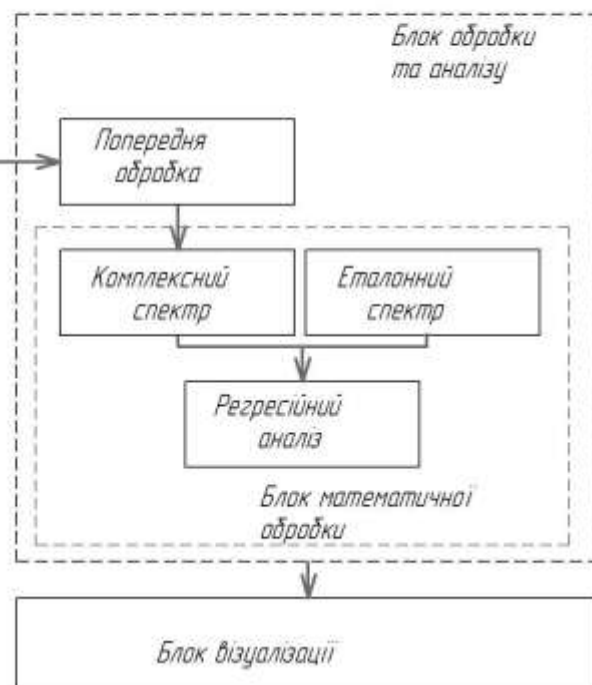 Блок обробки
та аналізу
Попередня
обробка
Комплексний
спектр
Еталонний
спектр
Регресійний
аналіз
Блок математичної
обробки
Блок візуалізації